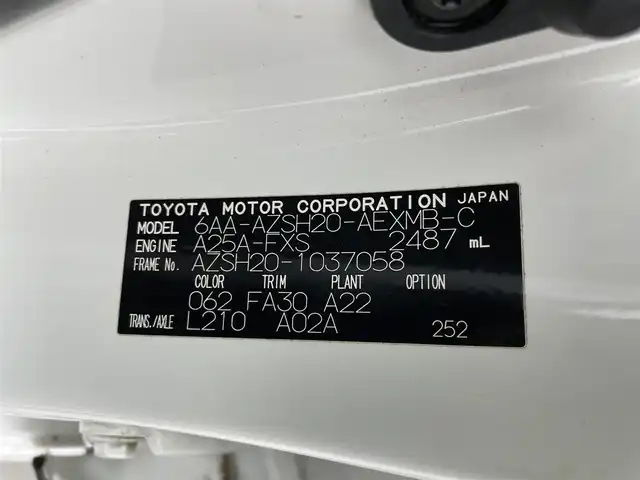 TOYOTA MOTOR CORPORATION JAPAN
MODEL 6AA-AZSH20-AEXMB-C
ENGINE A25A-FXS 2487 mL
FRAME No. AZSH20-1037058
COLOR TRIM PLANT OPTION
062 FA30 A22
TRANS./AXLE L210 A02A 252